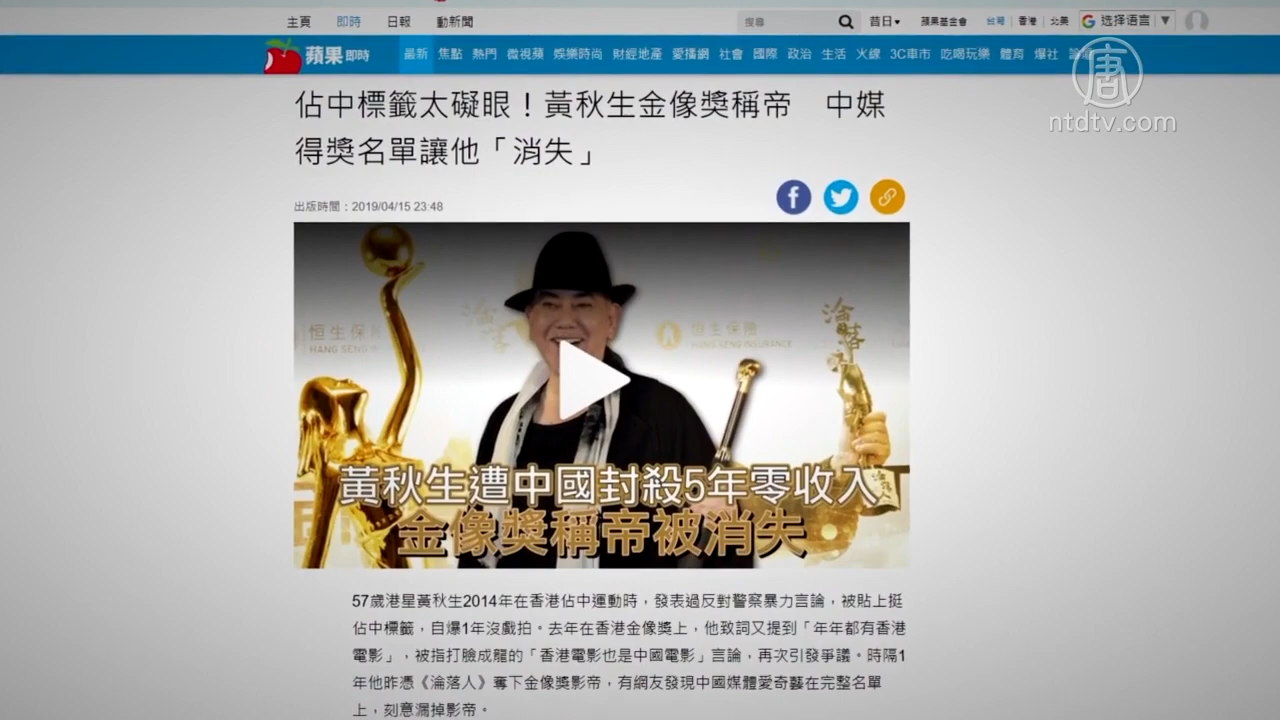 主頁 即時 日報 動新聞 搜尋 昔日▾ 蘋果基金會 台灣 | 香港 | 北美 G 选择语言 ▼
蘋果即時 最新 焦點 熱門 微視蘋 娛樂時尚 財經地產 愛播網 社會 國際 政治 生活 火線 3C車市 吃喝玩樂 體育 爆社
唐
ntdtv.com
佔中標籤太礙眼！黃秋生金像獎稱帝　中媒
得獎名單讓他「消失」
出版時間：2019/04/15 23:48
恒生保險
HANG SENG INSURANCE
淪落
黃秋生遭中國封殺5年零收入
金像獎稱帝被消失
57歲港星黃秋生2014年在香港佔中運動時，發表過反對警察暴力言論，被貼上挺
佔中標籤，自爆1年沒戲拍。去年在香港金像獎上，他致詞又提到「年年都有香港
電影」，被指打臉成龍的「香港電影也是中國電影」言論，再次引發爭議。時隔1
年他昨憑《淪落人》奪下金像獎影帝，有網友發現中國媒體愛奇藝在完整名單
上，刻意漏掉影帝。